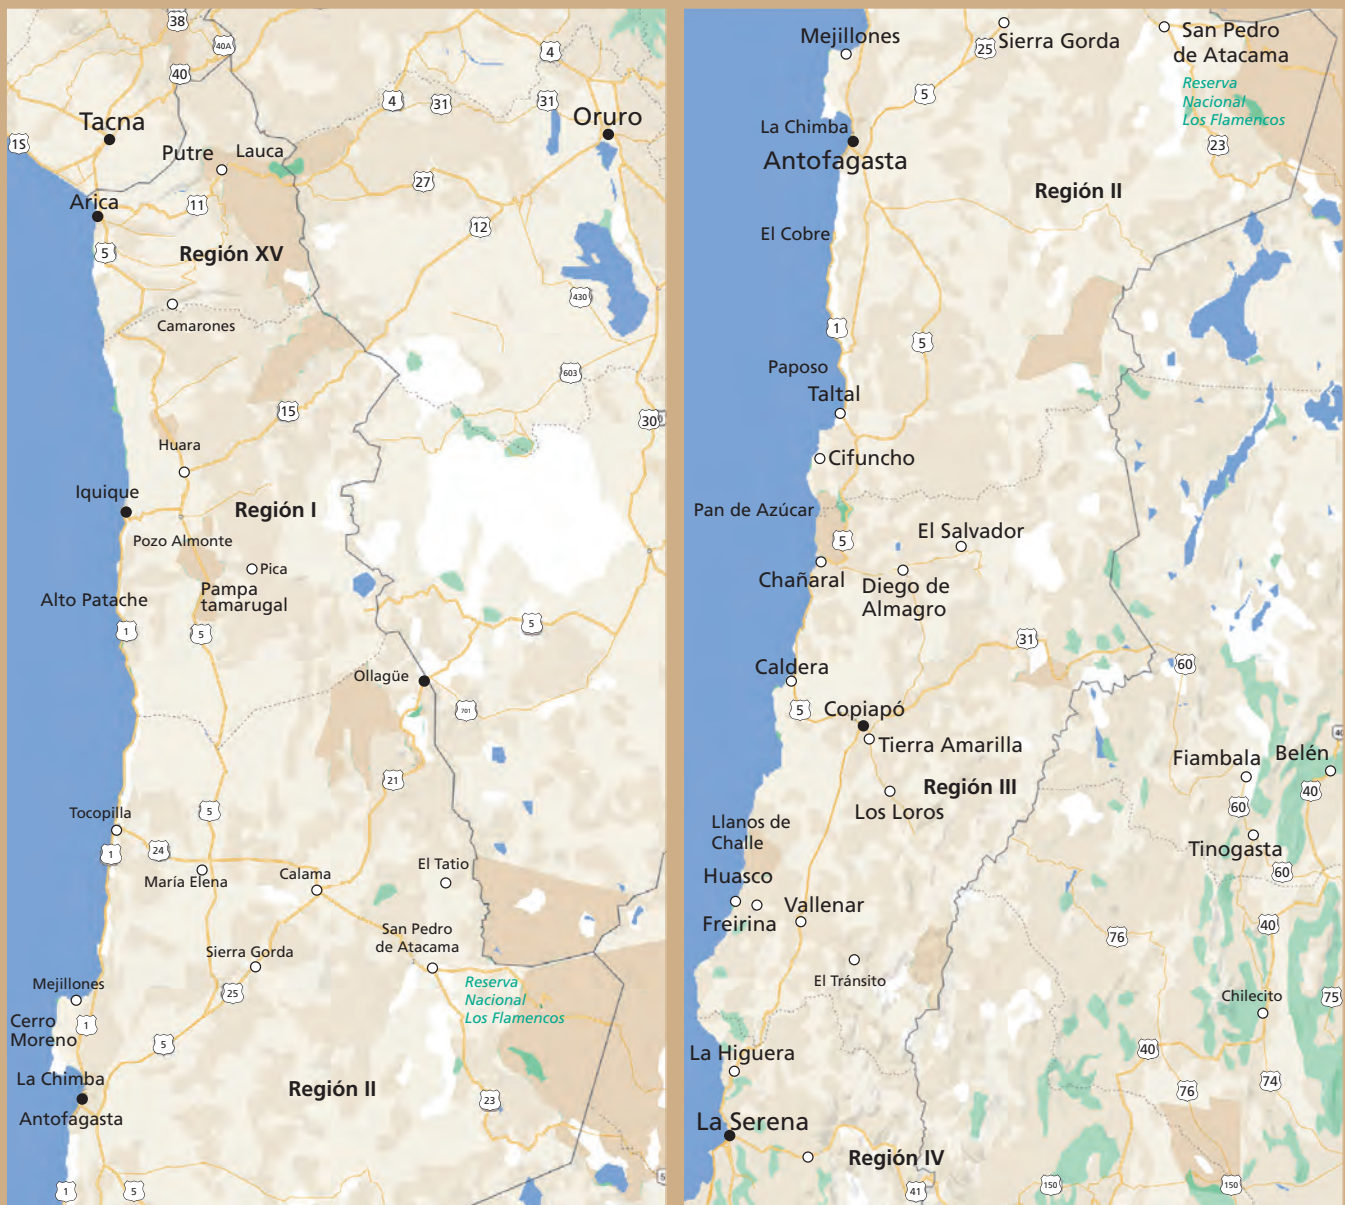 38
40A
40
4
4
31
31
Oruro
Tacna
1S
Putre
Lauca
27
Arica
11
12
5
Región XV
430
Camarones
603
15
30
Huara
Iquique
Región I
Pozo Almonte
Pica
Pampa
tamarugal
Alto Patache
1
5
5
Ollagüe
701
21
Tocopilla
5
1
24
María Elena
Calama
El Tatio
San Pedro
de Atacama
Sierra Gorda
Mejillones
25
Reserva
Nacional
Los Flamencos
Cerro
Moreno
1
5
La Chimba
Región II
23
Antofagasta
1
5
Mejillones
25
Sierra Gorda
San Pedro
de Atacama
5
Reserva
Nacional
Los Flamencos
La Chimba
23
Antofagasta
Región II
El Cobre
1
5
Paposo
Taltal
Cifuncho
Pan de Azúcar
El Salvador
5
Chañaral
Diego de
Almagro
31
Caldera
60
5
Copiapó
Tierra Amarilla
Fiambala
Belén
40
Región III
60
Los Loros
Llanos de
Challe
Tinogasta
60
Huasco
Vallenar
Freirina
40
76
El Tránsito
Chilecito
75
La Higuera
40
76
74
La Serena
Región IV
41
150
150